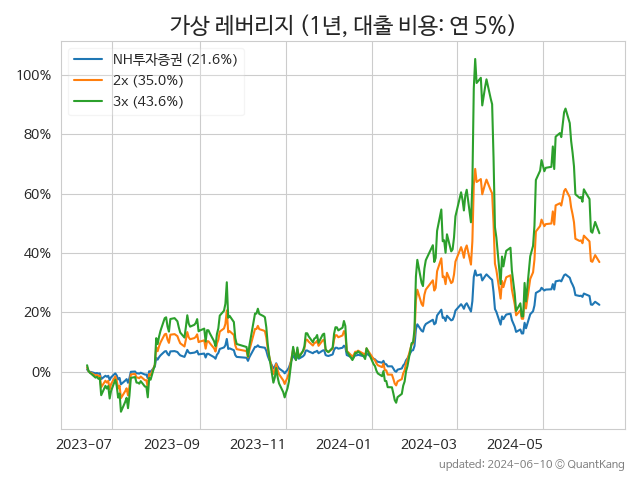 가상 레버리지 (1년, 대출 비용: 연 5%)
NH투자증권 (21.6%)
2x (35.0%)
3x (43.6%)
100%
80%
60%
40%
20%
0%
2023-07
2023-09
2023-11
2024-01
2024-03
2024-05
updated: 2024-06-10 © QuantKang